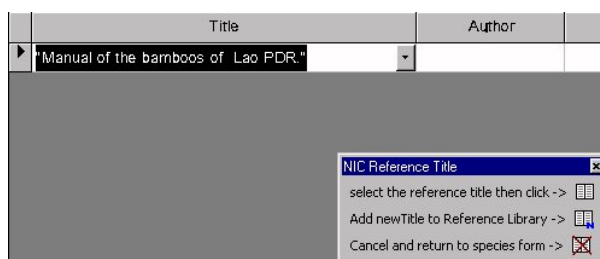 Title Author
"Manual of the bamboos of Lao PDR."
NIC Reference Title
select the reference title then click ->
Add newTitle to Reference Library ->
Cancel and return to species form ->